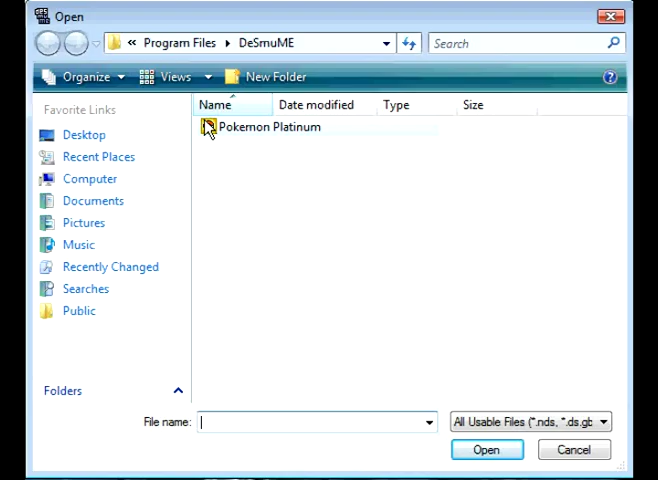 Open
« Program Files DeSmuME Search
Organize Views New Folder
Favorite Links
Desktop
Recent Places
Computer
Documents
Pictures
Music
Recently Changed
Searches
Public
Folders
Name Date modified Type Size
Pokemon Platinum
File name: All Usable Files (*.nds, *.ds.gb
Open Cancel